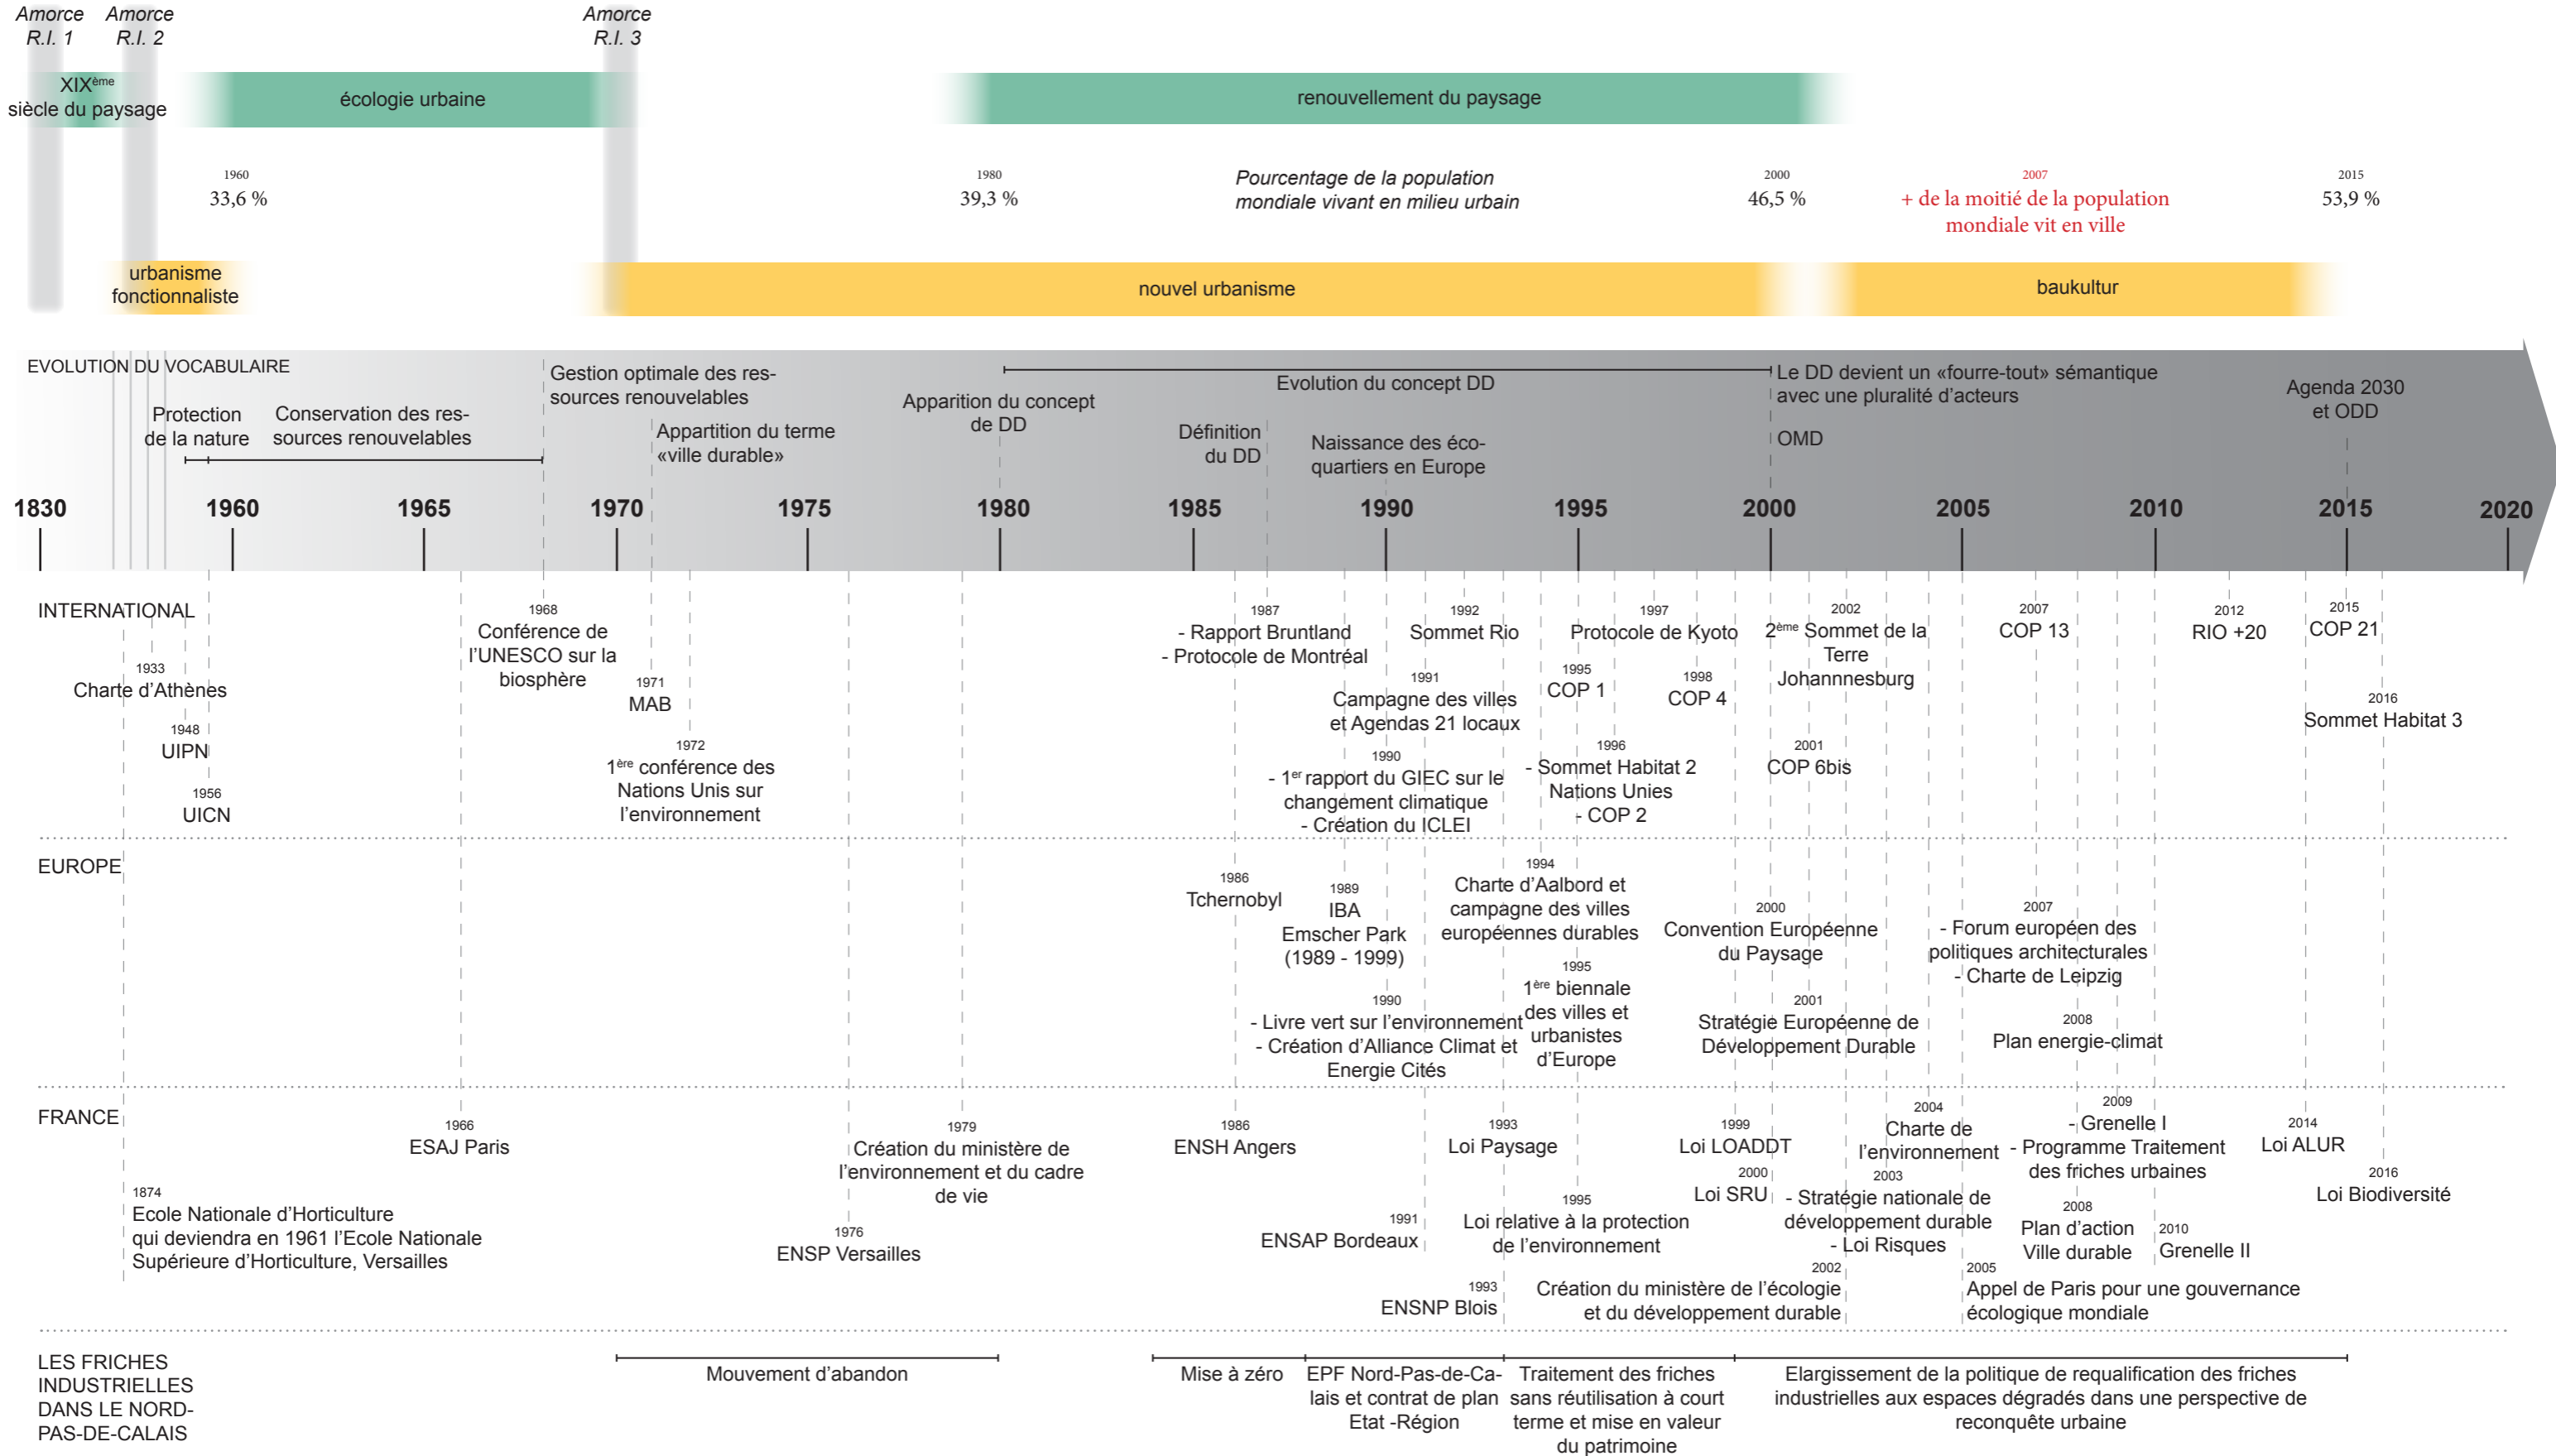 Amorce
R.I. 1
Amorce
R.I. 2
Amorce
R.I. 3
XIXème
siècle du paysage
écologie urbaine
renouvellement du paysage
1960
33,6 %
1980
39,3 %
Pourcentage de la population
mondiale vivant en milieu urbain
2000
46,5 %
2007
+ de la moitié de la population
mondiale vit en ville
2015
53,9 %
urbanisme
fonctionnaliste
nouvel urbanisme
baukultur
EVOLUTION DU VOCABULAIRE
Protection
de la nature
Conservation des res-
sources renouvelables
Gestion optimale des res-
sources renouvelables
Appartition du terme
«ville durable»
Apparition du concept
de DD
Evolution du concept DD
Définition
du DD
Naissance des éco-
quartiers en Europe
Le DD devient un «fourre-tout» sémantique
avec une pluralité d’acteurs
OMD
Agenda 2030
et ODD
1830
1960
1965
1970
1975
1980
1985
1990
1995
2000
2005
2010
2015
2020
INTERNATIONAL
1933
Charte d’Athènes
1948
UIPN
1956
UICN
1968
Conférence de
l’UNESCO sur la
biosphère
1971
MAB
1972
1ère conférence des
Nations Unis sur
l’environnement
1987
- Rapport Bruntland
- Protocole de Montréal
1992
Sommet Rio
1991
Campagne des villes
et Agendas 21 locaux
1990
- 1er rapport du GIEC sur le
changement climatique
- Création du ICLEI
1997
Protocole de Kyoto
1995
COP 1
1998
COP 4
1996
- Sommet Habitat 2
Nations Unies
- COP 2
2002
2ème Sommet de la
Terre
Johannnesburg
2001
COP 6bis
2007
COP 13
2012
RIO +20
2015
COP 21
2016
Sommet Habitat 3
EUROPE
1986
Tchernobyl
1989
IBA
Emscher Park
(1989 - 1999)
1990
- Livre vert sur l’environnement
- Création d’Alliance Climat et
Energie Cités
1994
Charte d’Aalbord et
campagne des villes
européennes durables
1995
1ère biennale
des villes et
urbanistes
d’Europe
2000
Convention Européenne
du Paysage
2001
Stratégie Européenne de
Développement Durable
2007
- Forum européen des
politiques architecturales
- Charte de Leipzig
2008
Plan energie-climat
FRANCE
1874
Ecole Nationale d’Horticulture
qui deviendra en 1961 l’Ecole Nationale
Supérieure d’Horticulture, Versailles
1966
ESAJ Paris
1976
ENSP Versailles
1979
Création du ministère de
l’environnement et du cadre
de vie
1986
ENSH Angers
1991
ENSAP Bordeaux
1993
Loi Paysage
1993
ENSNP Blois
1995
Loi relative à la protection
de l’environnement
1999
Loi LOADDT
2000
Loi SRU
2002
Création du ministère de l’écologie
et du développement durable
2003
- Stratégie nationale de
développement durable
- Loi Risques
2004
Charte de
l’environnement
2005
Appel de Paris pour une gouvernance
écologique mondiale
2009
- Grenelle I
- Programme Traitement
des friches urbaines
2008
Plan d’action
Ville durable
2010
Grenelle II
2014
Loi ALUR
2016
Loi Biodiversité
LES FRICHES
INDUSTRIELLES
DANS LE NORD-
PAS-DE-CALAIS
Mouvement d’abandon
Mise à zéro
EPF Nord-Pas-de-Ca-
lais et contrat de plan
Etat -Région
Traitement des friches
sans réutilisation à court
terme et mise en valeur
du patrimoine
Elargissement de la politique de requalification des friches
industrielles aux espaces dégradés dans une perspective de
reconquête urbaine